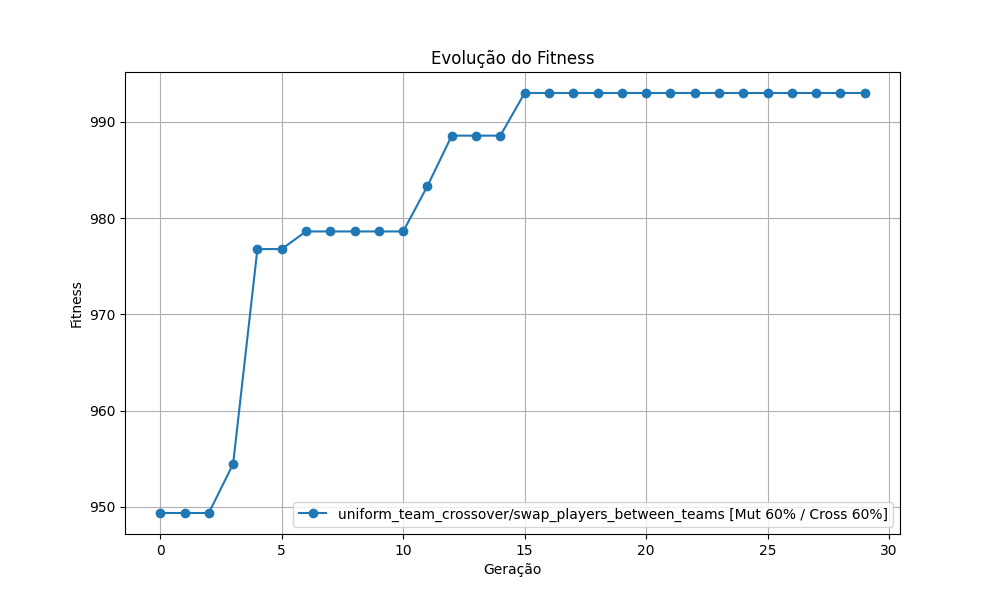 Evolução do Fitness
Fitness
990
980
970
960
950
uniform_team_crossover/swap_players_between_teams [Mut 60% / Cross 60%]
0 5 10 15 20 25 30
Geração